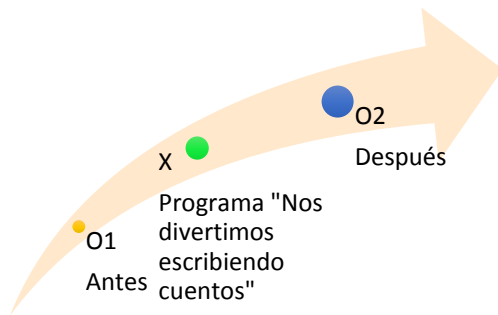 O1
Antes
X
Programa "Nos
divertimos
escribiendo
cuentos"
O2
Después